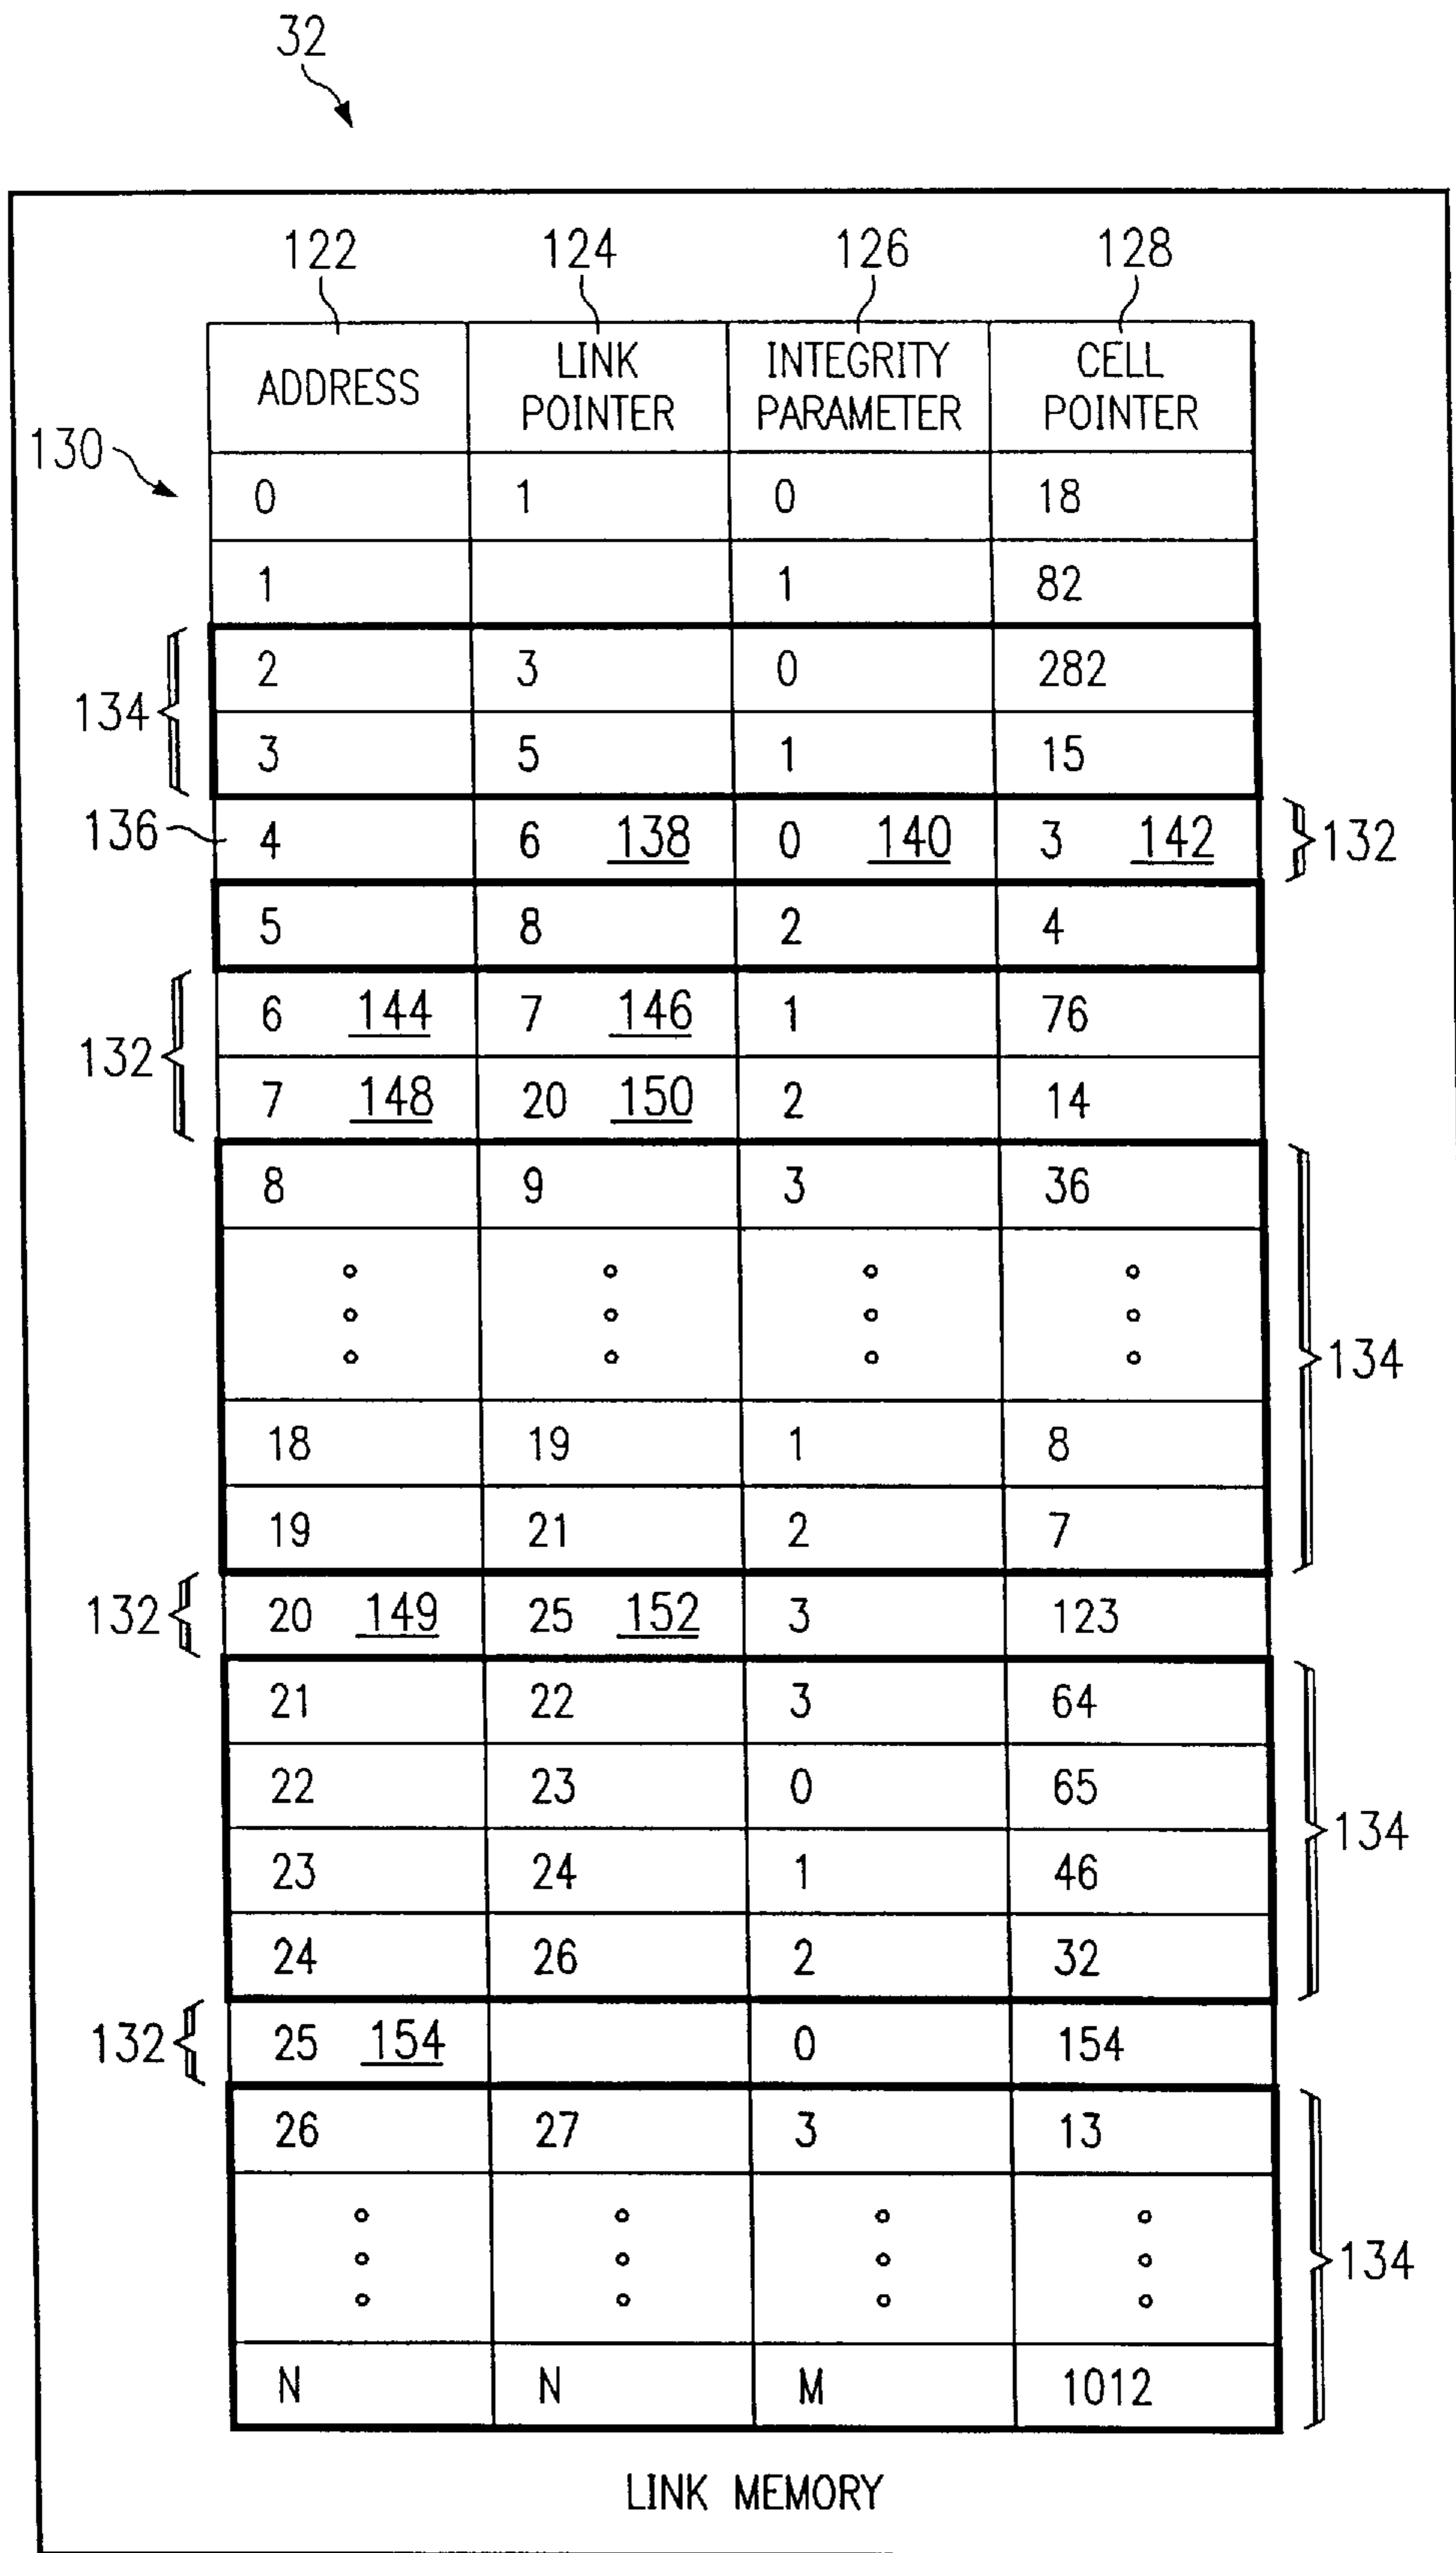 32
122 124 126 128
ADDRESS LINK POINTER INTEGRITY PARAMETER CELL POINTER
130
0 1 0 18
1 1 82
2 3 0 282
134
3 5 1 15
136 4 6 138 0 140 3 142 132
5 8 2 4
6 144 7 146 1 76
132
7 148 20 150 2 14
8 9 3 36
134
18 19 1 8
19 21 2 7
132 20 149 25 152 3 123
21 22 3 64
22 23 0 65
134
23 24 1 46
24 26 2 32
132 25 154 0 154
26 27 3 13
134
N N M 1012
LINK MEMORY